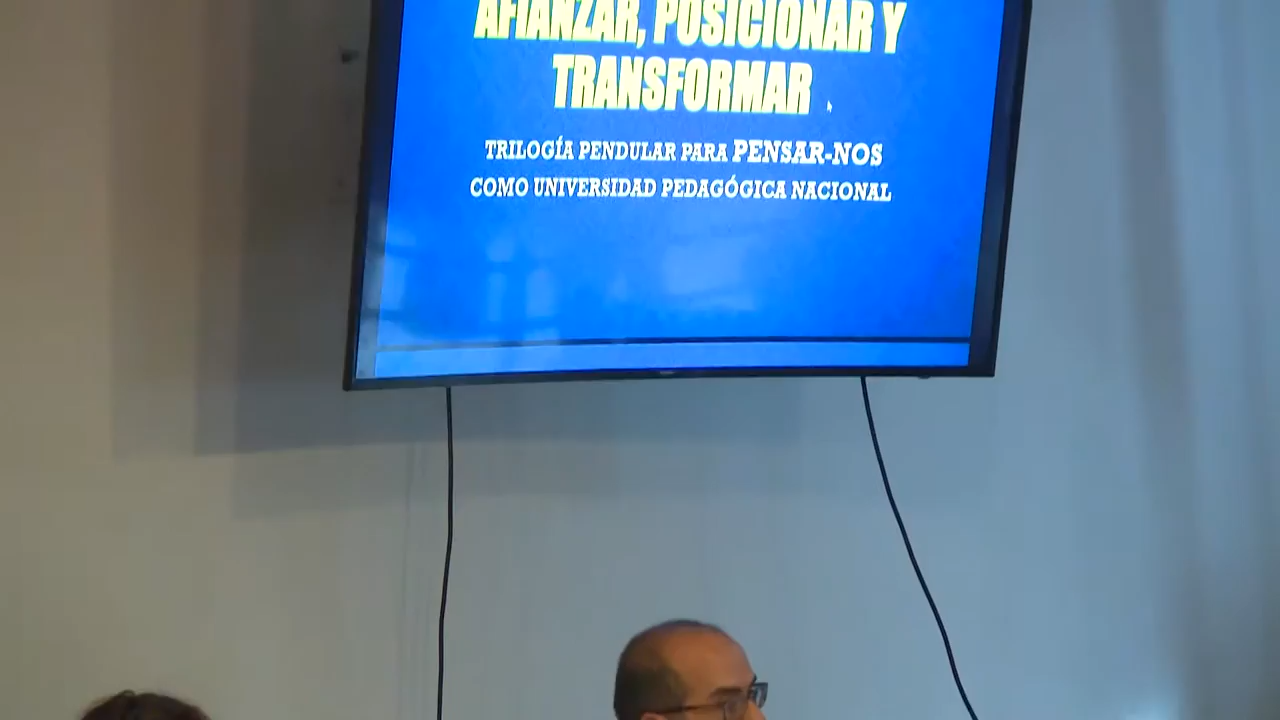 AFIANZAR, POSICIONAR Y
TRANSFORMAR
TRILOGÍA PENDULAR PARA PENSAR-NOS
COMO UNIVERSIDAD PEDAGÓGICA NACIONAL